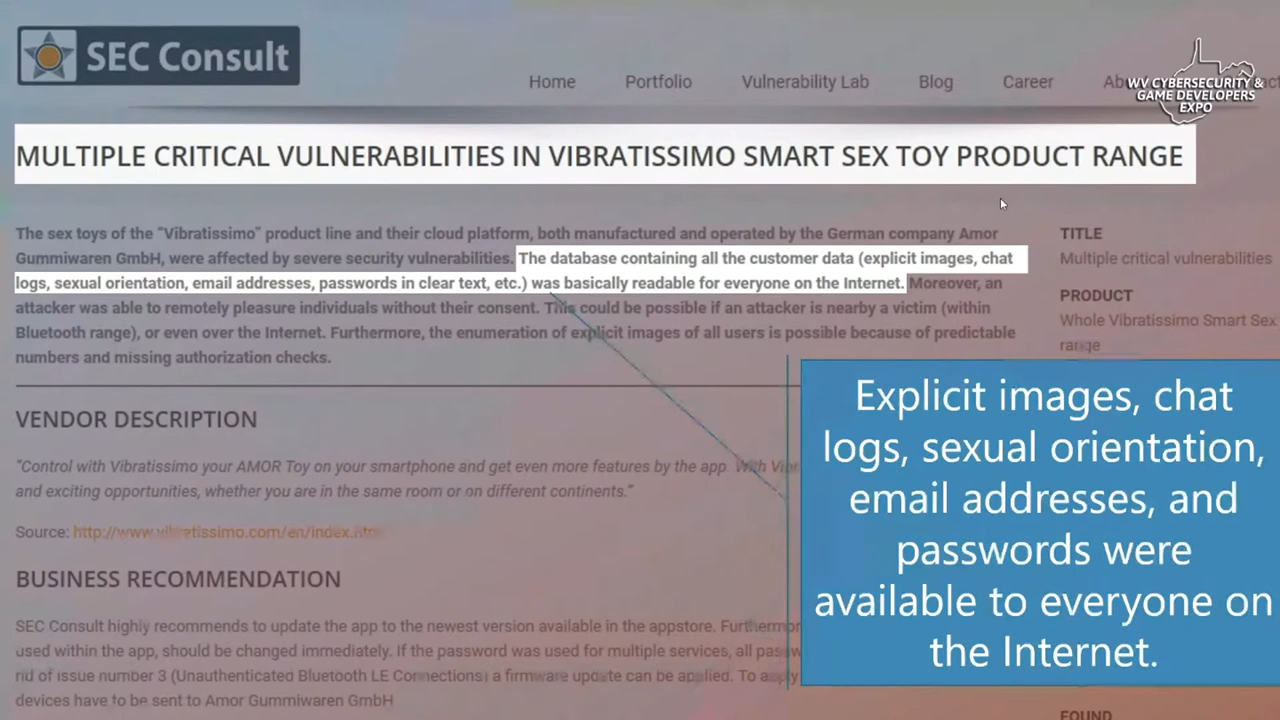 SEC Consult
Home Portfolio Vulnerability Lab Blog Career
WV CYBERSECURITY &
GAME DEVELOPERS
EXPO
MULTIPLE CRITICAL VULNERABILITIES IN VIBRATISSIMO SMART SEX TOY PRODUCT RANGE
The sex toys of the "Vibratissimo" product line and their cloud platform, both manufactured and operated by the German company Amor
Gummiwaren GmbH, were affected by severe security vulnerabilities. The database containing all the customer data (explicit images, chat
logs, sexual orientation, email addresses, passwords in clear text, etc.) was basically readable for everyone on the Internet. Moreover, an
attacker was able to remotely pleasure individuals without their consent. This could be possible if an attacker is nearby a victim (within
Bluetooth range), or even over the Internet. Furthermore, the enumeration of explicit images of all users is possible because of predictable
numbers and missing authorization checks.
TITLE
Multiple critical vulnerabilities
PRODUCT
Whole Vibratissimo Smart Sex
range
VENDOR DESCRIPTION
"Control with Vibratissimo your AMOR Toy on your smartphone and get even more features by the app. With
and exciting opportunities, whether you are in the same room or on different continents."
Source: http://www.vibratissimo.com/en/index.html
BUSINESS RECOMMENDATION
SEC Consult highly recommends to update the app to the newest version available in the appstore.
used within the app, should be changed immediately. If the password was used for multiple services, all
rid of issue number 3 (Unauthenticated Bluetooth LE Connections) a firmware update can be applied. To
devices have to be sent to Amor Gummiwaren GmbH
Explicit images, chat
logs, sexual orientation,
email addresses, and
passwords were
available to everyone on
the Internet.
FOUND